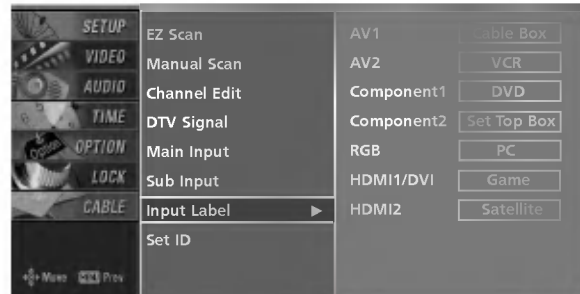 SETUP
VIDEO
AUDIO
TIME
OPTION
LOCK
CABLE
Move Prev
EZ Scan
Manual Scan
Channel Edit
DTV Signal
Main Input
Sub Input
Input Label ►
Set ID
AV1 Cable Box
AV2 VCR
Component1 DVD
Component2 Set Top Box
RGB PC
HDMI1/DVI Game
HDMI2 Satellite